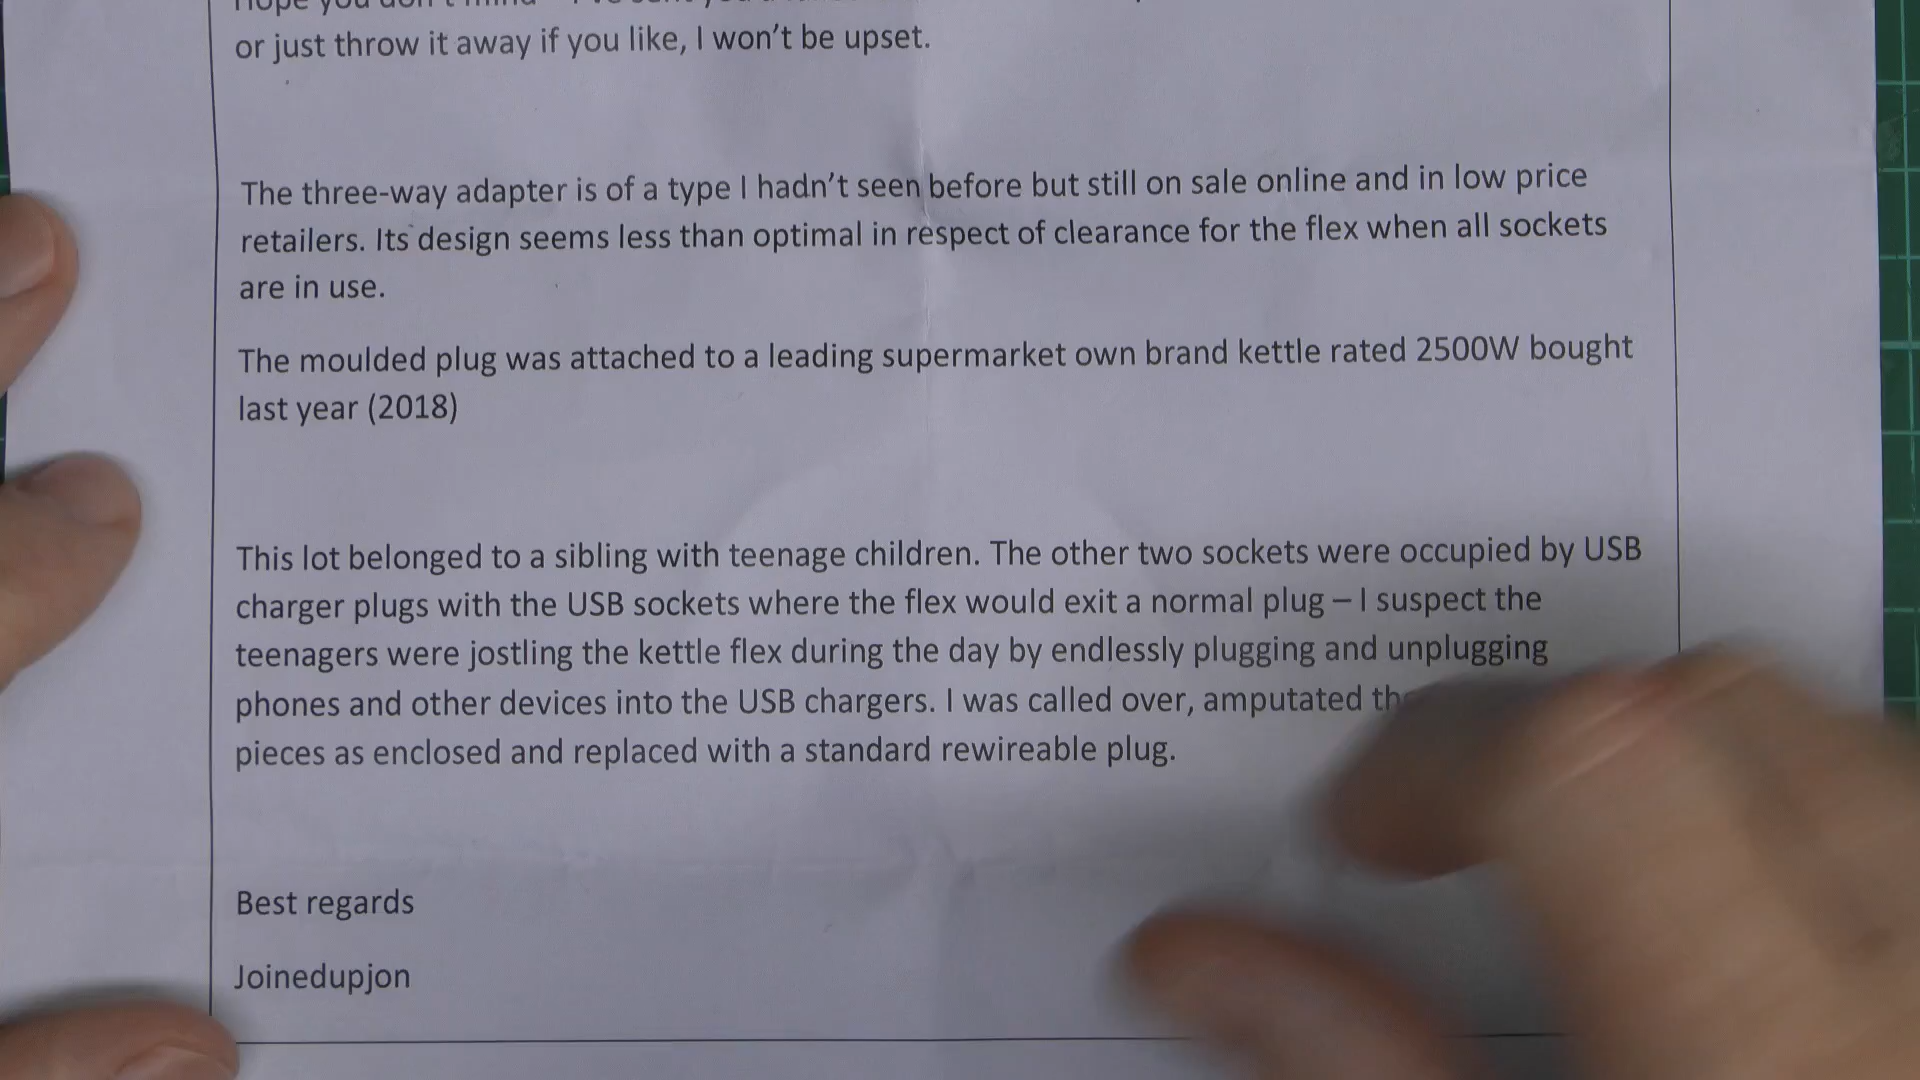 Hope you don't mind
or just throw it away if you like, I won't be upset.
The three-way adapter is of a type I hadn't seen before but still on sale online and in low price
retailers. Its design seems less than optimal in respect of clearance for the flex when all sockets
are in use.
The moulded plug was attached to a leading supermarket own brand kettle rated 2500W bought
last year (2018)
This lot belonged to a sibling with teenage children. The other two sockets were occupied by USB
charger plugs with the USB sockets where the flex would exit a normal plug – I suspect the
teenagers were jostling the kettle flex during the day by endlessly plugging and unplugging
phones and other devices into the USB chargers. I was called over, amputated
pieces as enclosed and replaced with a standard rewireable plug.
Best regards
Joinedupjon